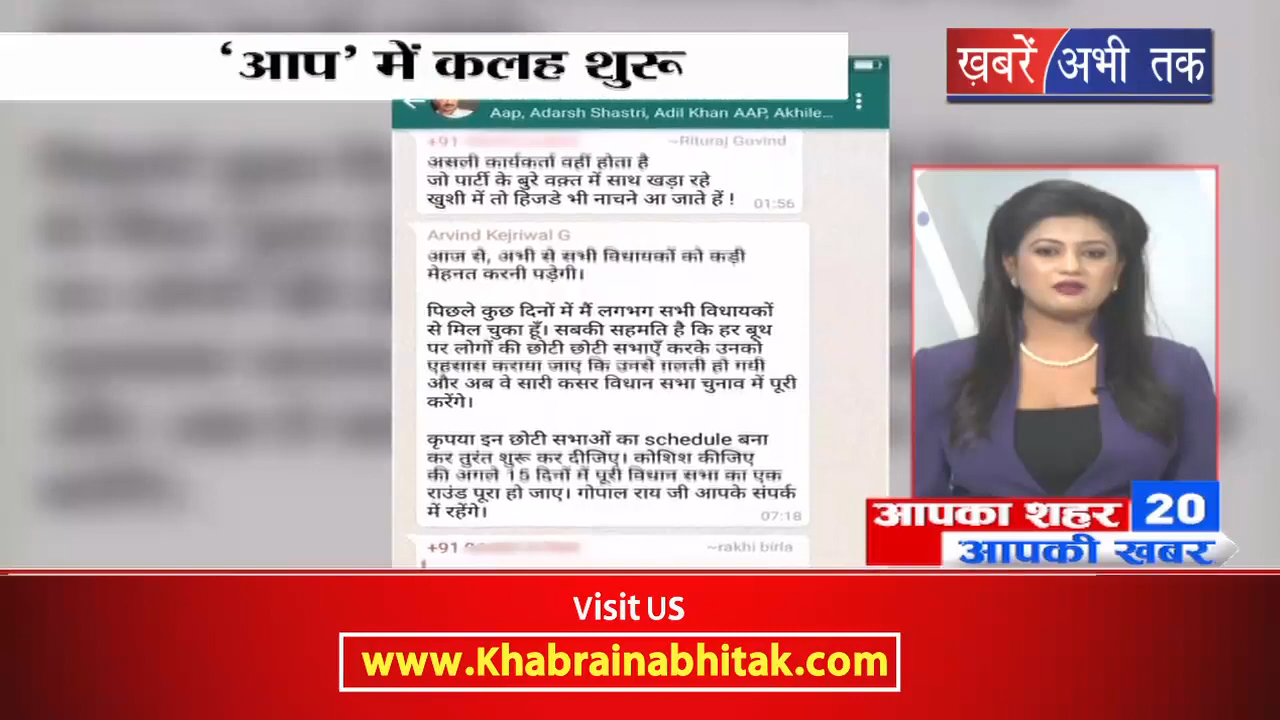 ‘आप’ में कलह शुरू
ख़बरें अभी तक
Aap, Adarsh Shastri, Adil Khan AAP, Akhile...
+91 ~Rituraj Govind
असली कार्यकर्ता वहीं होता है
जो पार्टी के बुरे वक़्त में साथ खड़ा रहे
खुशी में तो हिजडे भी नाचने आ जाते हें !
01:56
Arvind Kejriwal G
आज से, अभी से सभी विधायकों को कड़ी
मेहनत करनी पड़ेगी।
पिछले कुछ दिनों में मैं लगभग सभी विधायकों
से मिल चुका हूँ। सबकी सहमति है कि हर बूथ
पर लोगों की छोटी छोटी सभाएँ करके उनको
एहसास कराया जाए कि उनसे ग़लती हो गयी
और अब वे सारी कसर विधान सभा चुनाव में पूरी
करेंगे।
कृपया इन छोटी सभाओं का schedule बना
कर तुरंत शुरू कर दीजिए। कोशिश कीजिए
की अगले 15 दिनों में पूरी विधान सभा का एक
राउंड पूरा हो जाए। गोपाल राय जी आपके संपर्क
में रहेंगे।
07:18
+91 ~rakhi birla
आपका शहर 20
आपकी खबर
Visit US
www.Khabrainabhitak.com